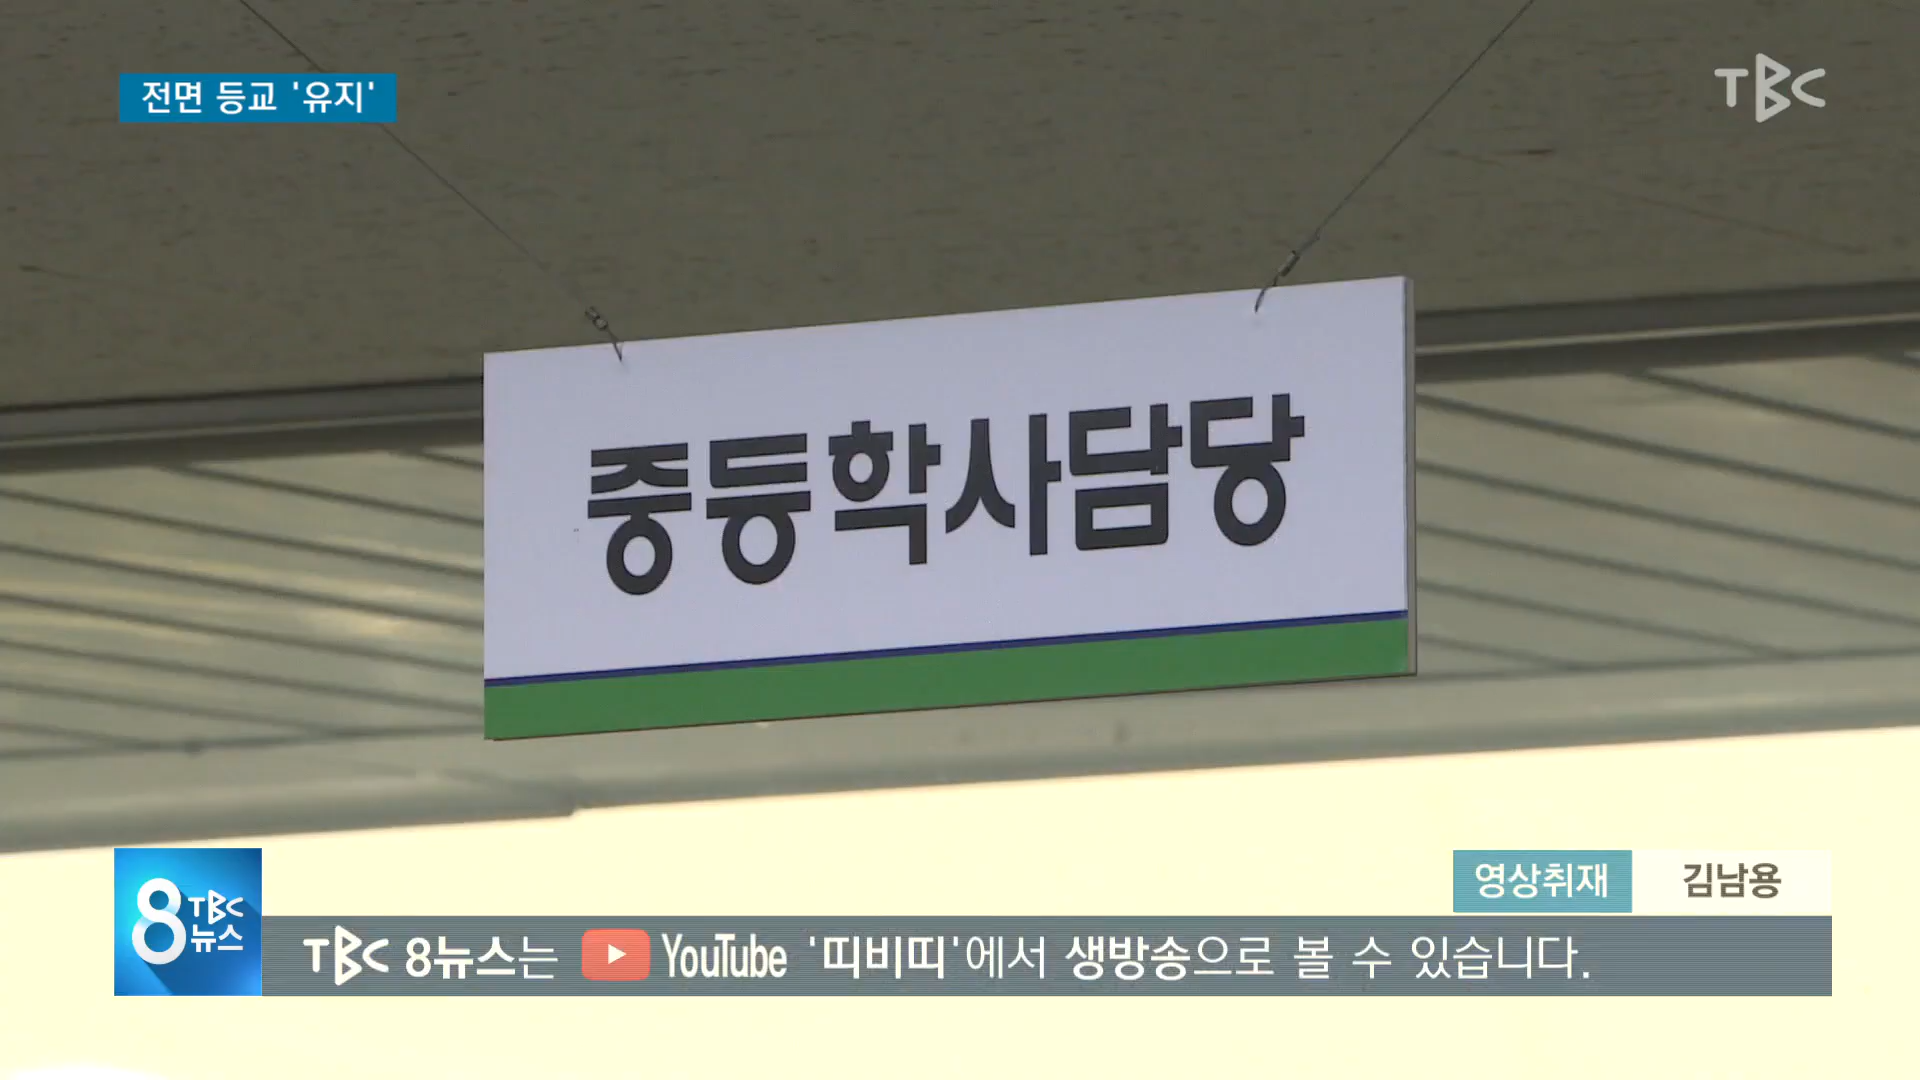 전면 등교 '유지'
TBC
중등학사담당
영상취재 김남용
8 TBC 뉴스
TBC 8뉴스는 YouTube '띠비띠'에서 생방송으로 볼 수 있습니다.